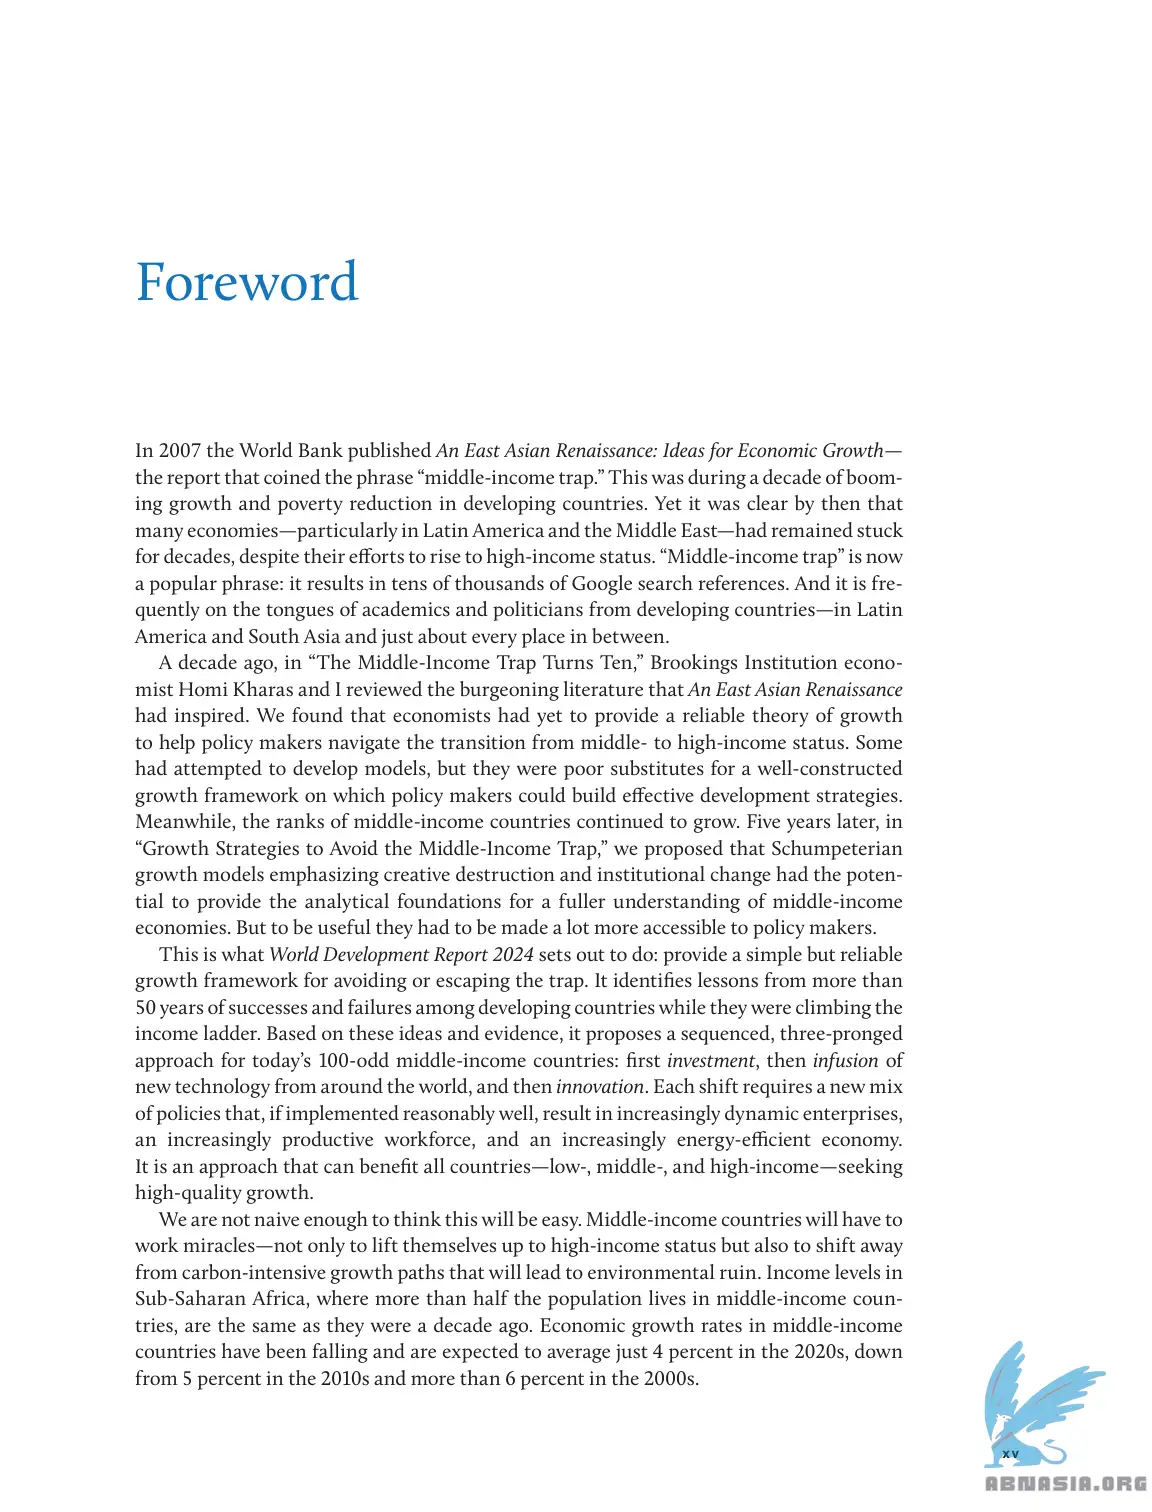 Foreword
In 2007 the World Bank published An East Asian Renaissance: Ideas for Economic Growth—
the report that coined the phrase “middle-income trap.” This was during a decade of boom-
ing growth and poverty reduction in developing countries. Yet it was clear by then that
many economies—particularly in Latin America and the Middle East—had remained stuck
for decades, despite their efforts to rise to high-income status. “Middle-income trap” is now
a popular phrase: it results in tens of thousands of Google search references. And it is fre-
quently on the tongues of academics and politicians from developing countries—in Latin
America and South Asia and just about every place in between.
A decade ago, in “The Middle-Income Trap Turns Ten,” Brookings Institution econo-
mist Homi Kharas and I reviewed the burgeoning literature that An East Asian Renaissance
had inspired. We found that economists had yet to provide a reliable theory of growth
to help policy makers navigate the transition from middle- to high-income status. Some
had attempted to develop models, but they were poor substitutes for a well-constructed
growth framework on which policy makers could build effective development strategies.
Meanwhile, the ranks of middle-income countries continued to grow. Five years later, in
“Growth Strategies to Avoid the Middle-Income Trap,” we proposed that Schumpeterian
growth models emphasizing creative destruction and institutional change had the poten-
tial to provide the analytical foundations for a fuller understanding of middle-income
economies. But to be useful they had to be made a lot more accessible to policy makers.
This is what World Development Report 2024 sets out to do: provide a simple but reliable
growth framework for avoiding or escaping the trap. It identifies lessons from more than
50 years of successes and failures among developing countries while they were climbing the
income ladder. Based on these ideas and evidence, it proposes a sequenced, three-pronged
approach for today’s 100-odd middle-income countries: first investment, then infusion of
new technology from around the world, and then innovation. Each shift requires a new mix
of policies that, if implemented reasonably well, result in increasingly dynamic enterprises,
an increasingly productive workforce, and an increasingly energy-efficient economy.
It is an approach that can benefit all countries—low-, middle-, and high-income—seeking
high-quality growth.
We are not naive enough to think this will be easy. Middle-income countries will have to
work miracles—not only to lift themselves up to high-income status but also to shift away
from carbon-intensive growth paths that will lead to environmental ruin. Income levels in
Sub-Saharan Africa, where more than half the population lives in middle-income coun-
tries, are the same as they were a decade ago. Economic growth rates in middle-income
countries have been falling and are expected to average just 4 percent in the 2020s, down
from 5 percent in the 2010s and more than 6 percent in the 2000s.
xv
ABNASIA.ORG